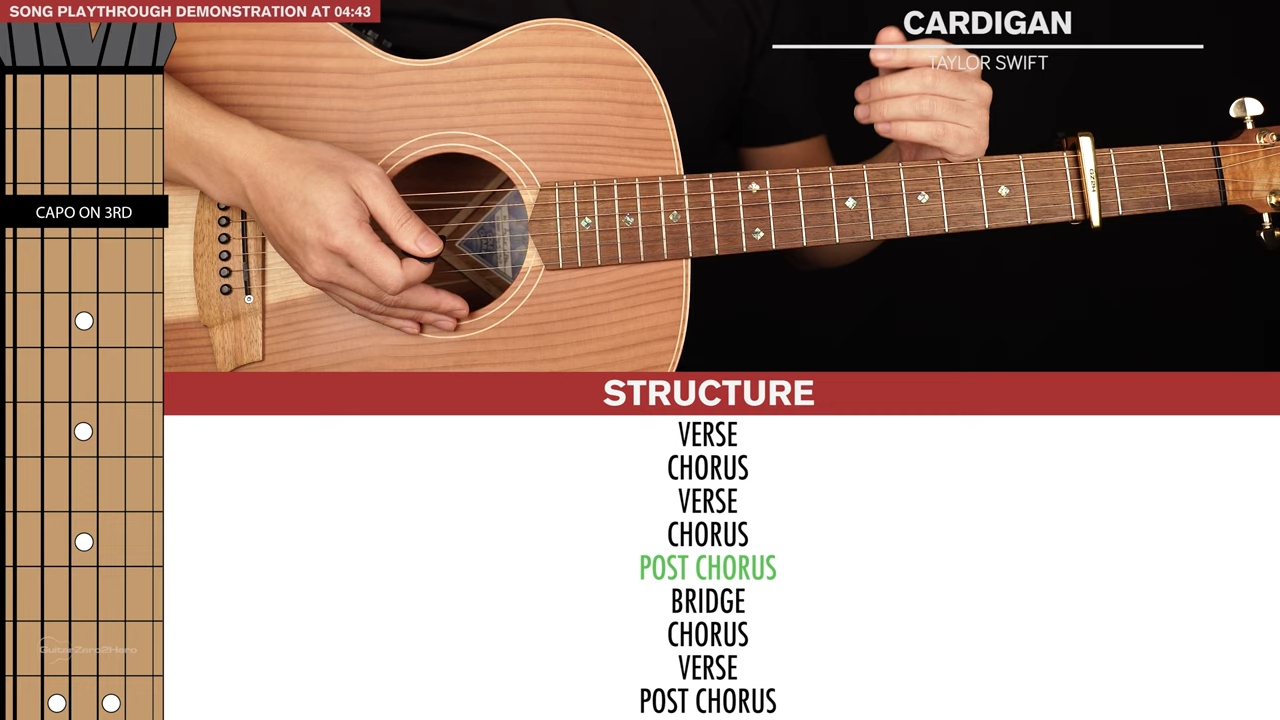 SONG PLAYTHROUGH DEMONSTRATION AT 04:43
CARDIGAN
TAYLOR SWIFT
CAPO ON 3RD
STRUCTURE
VERSE
CHORUS
VERSE
CHORUS
POST CHORUS
BRIDGE
CHORUS
VERSE
POST CHORUS
GuitarZero2Hero